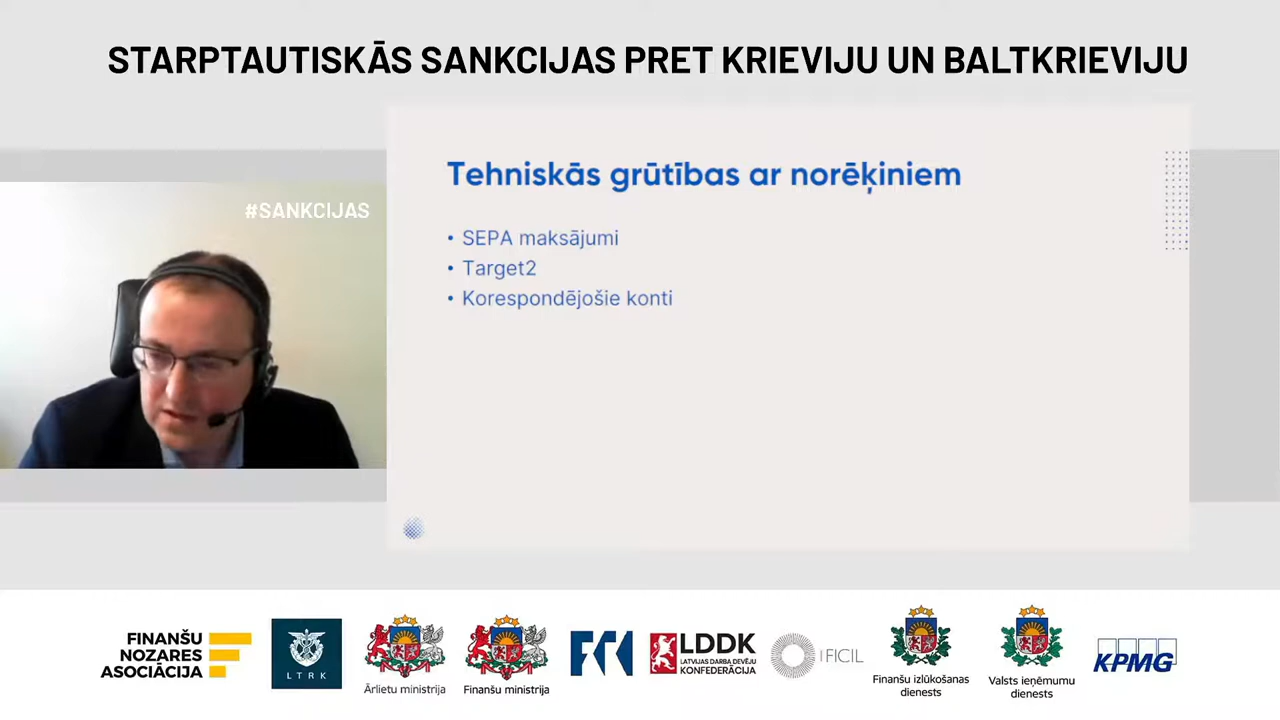 STARPTAUTISKĀS SANKCIJAS PRET KRIEVIJU UN BALTKRIEVIJU
#SANKCIJAS
Tehniskās grūtības ar norēķiniem
• SEPA maksājumi
• Target2
• Korespondējošie konti
FINANŠU
NOZARES
ASOCIĀCIJA
LTRK
Ārlietu ministrija
Finanšu ministrija
FCK
LDDK
LATVIJAS DARBA DEVĒJU
KONFEDERĀCIJA
FICIL
Finanšu izlūkošanas
dienests
Valsts ieņēmumu
dienests
KPMG